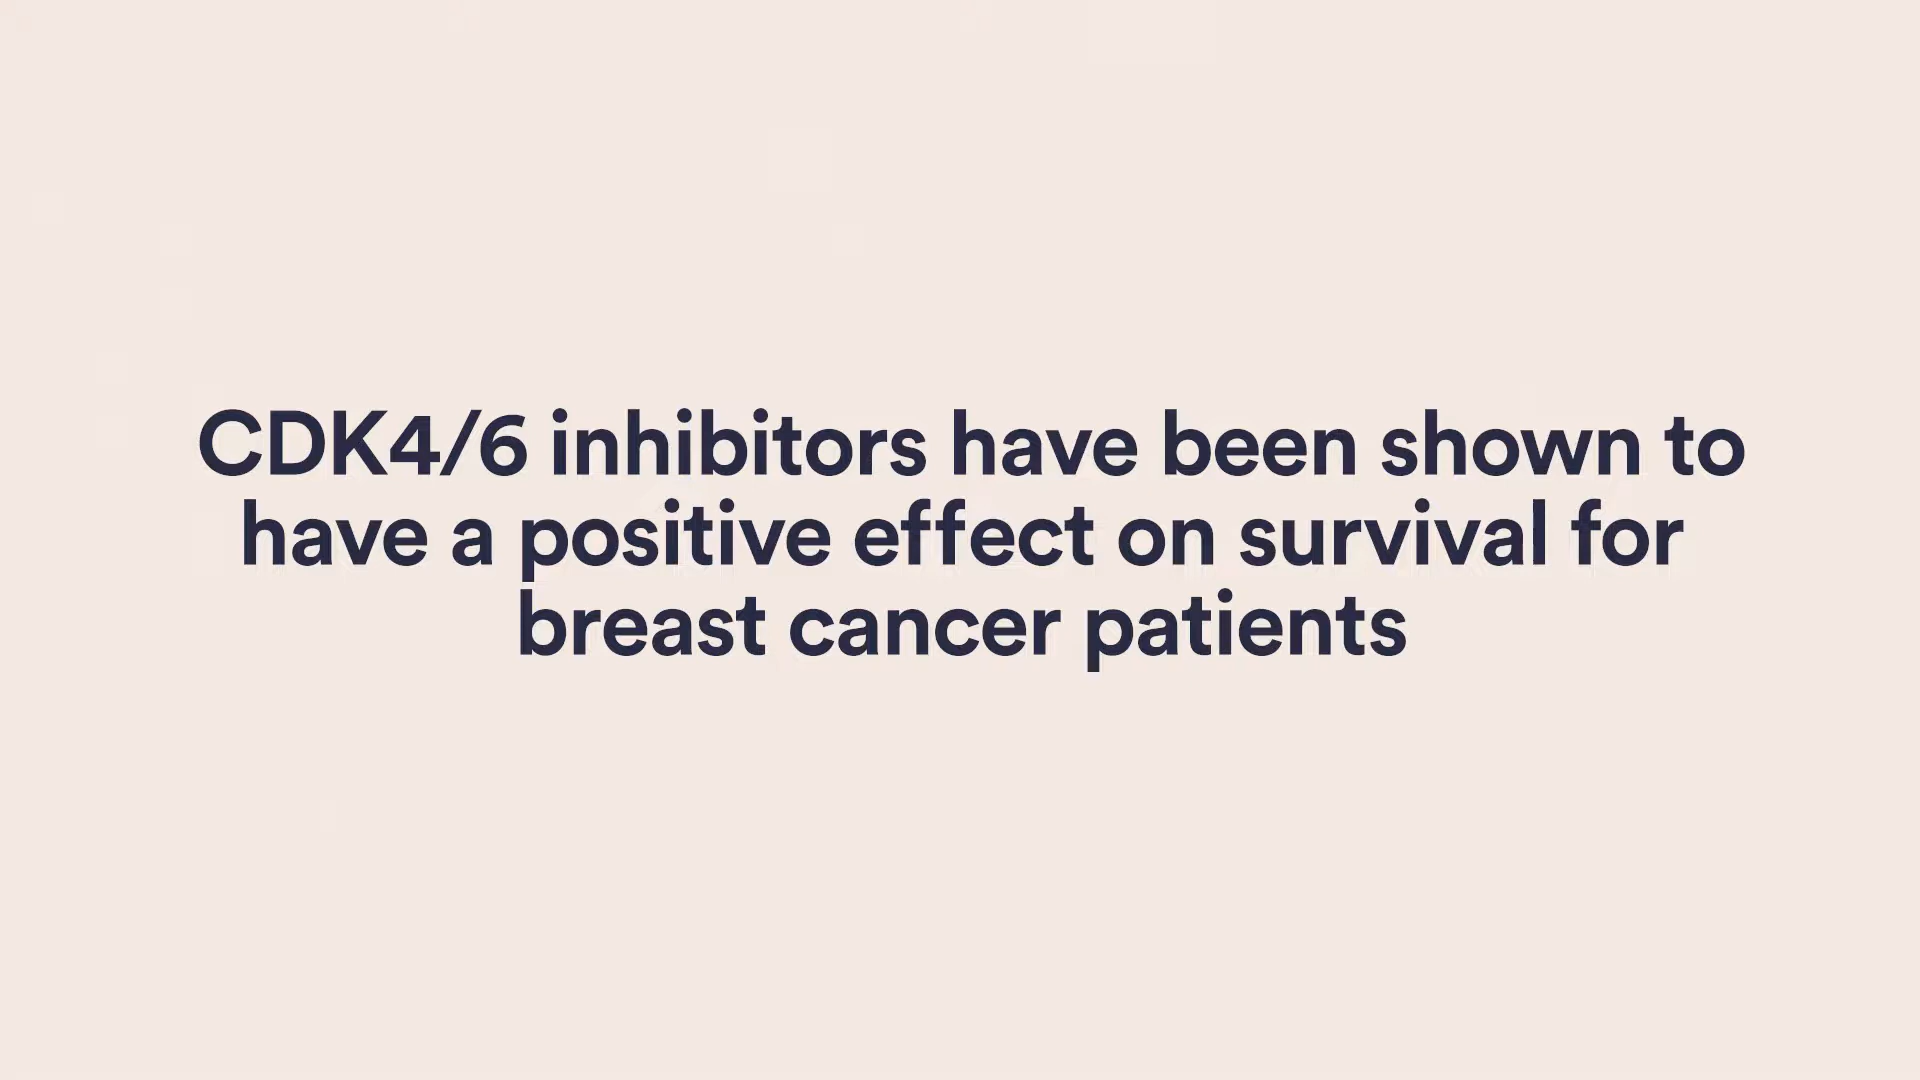 CDK4/6 inhibitors have been shown to
have a positive effect on survival for
breast cancer patients